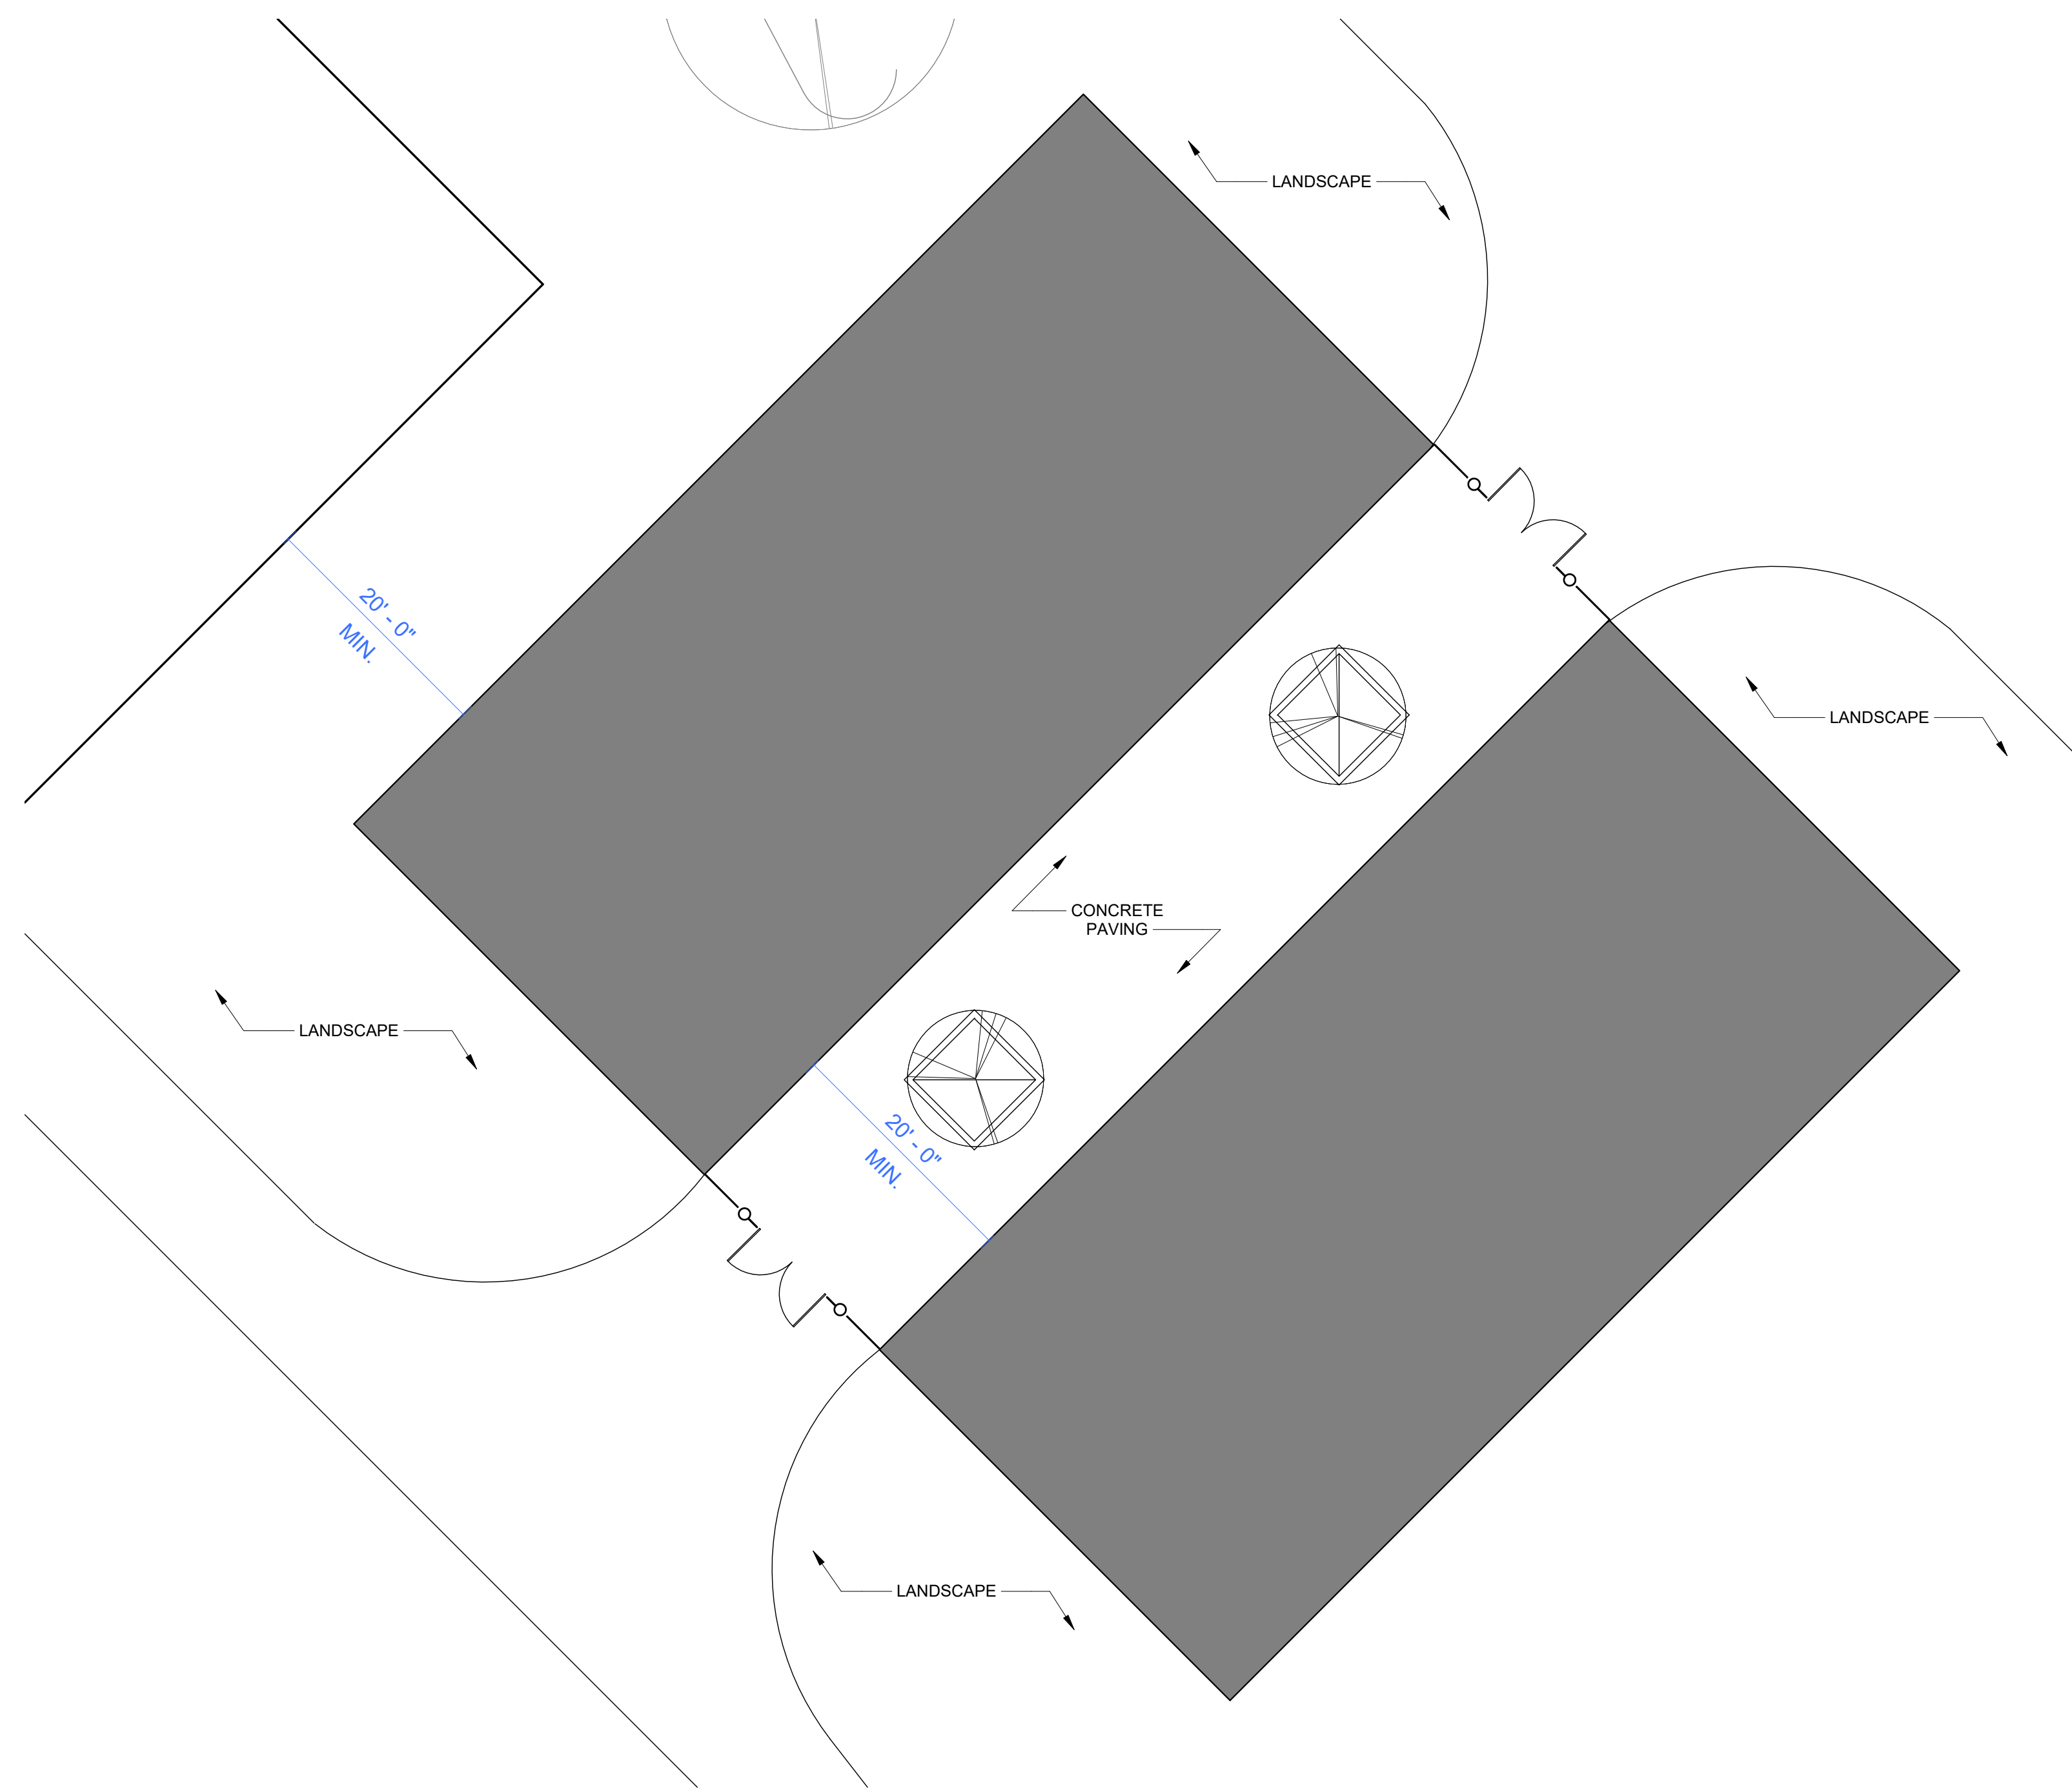 LANDSCAPE
20' - 0"
MIN.
LANDSCAPE
CONCRETE
PAVING
LANDSCAPE
20' - 0"
MIN.
LANDSCAPE